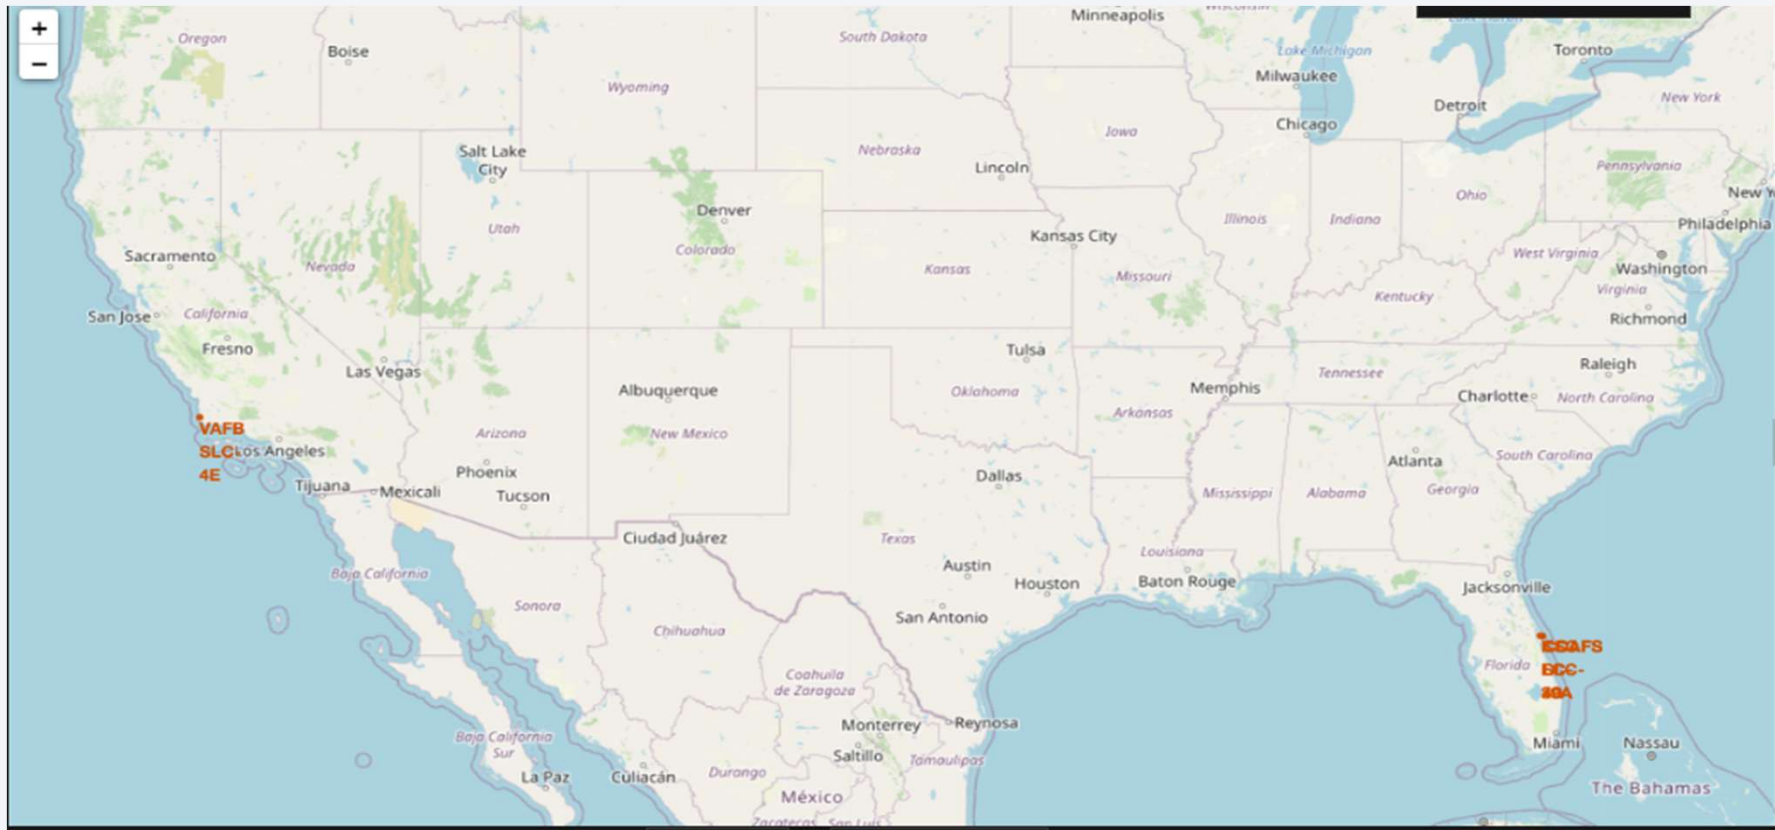 +
−
Minneapolis
Wisconsin
Oregon
Boise
South Dakota
Lake Michigan
Toronto
Wyoming
Milwaukee
Detroit
New York
Chicago
Iowa
Salt Lake
City
Nebraska
Lincoln
Pennsylvania
Ohio
New Y
Denver
Utah
Colorado
Kansas City
Illinois
Indiana
Philadelphia
Sacramento
Nevada
Kansas
Missouri
West Virginia
Washington
Virginia
Kentucky
San Jose
California
Richmond
Fresno
Las Vegas
Tulsa
Tennessee
Raleigh
Albuquerque
Oklahoma
Memphis
Charlotte
North Carolina
Arkansas
VAFB
SLC-
4E
Los Angeles
Arizona
New Mexico
Phoenix
Atlanta
South Carolina
Tijuana
Mexicali
Tucson
Dallas
Mississippi
Alabama
Georgia
Ciudad Juárez
Texas
Louisiana
Austin
Houston
Baton Rouge
Jacksonville
Baja California
Sonora
San Antonio
Chihuahua
Florida
Coahuila
de Zaragoza
Monterrey
Reynosa
Baja California
Sur
Saltillo
Tamaulipas
Miami
Nassau
La Paz
Culiacán
Durango
México
The Bahamas
Zacatecas
San Luis